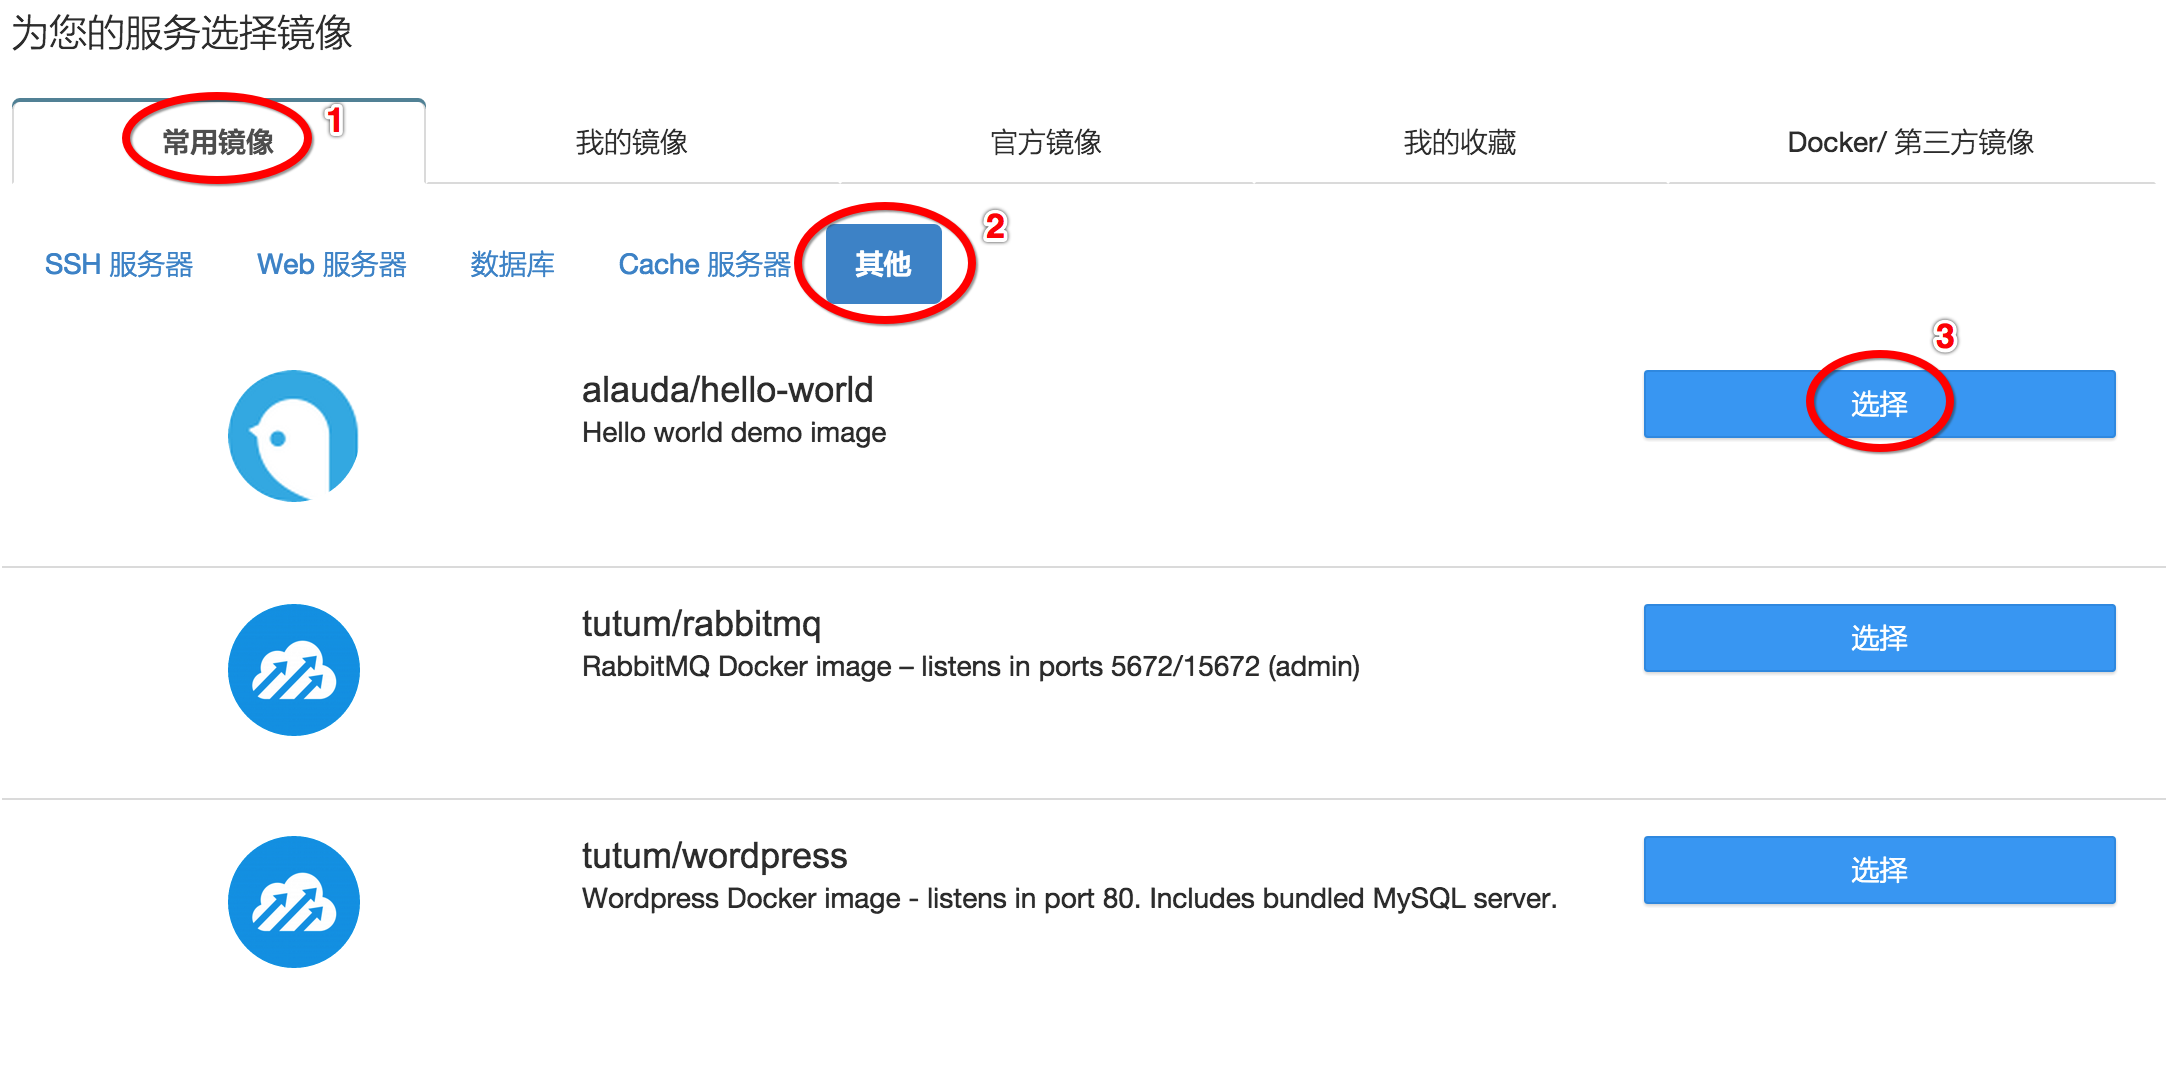 为您的服务选择镜像
常用镜像 1 我的镜像 官方镜像 我的收藏 Docker/ 第三方镜像
SSH 服务器 Web 服务器 数据库 Cache 服务器 其他 2
3
alauda/hello-world 选择
Hello world demo image
tutum/rabbitmq 选择
RabbitMQ Docker image – listens in ports 5672/15672 (admin)
tutum/wordpress 选择
Wordpress Docker image - listens in port 80. Includes bundled MySQL server.